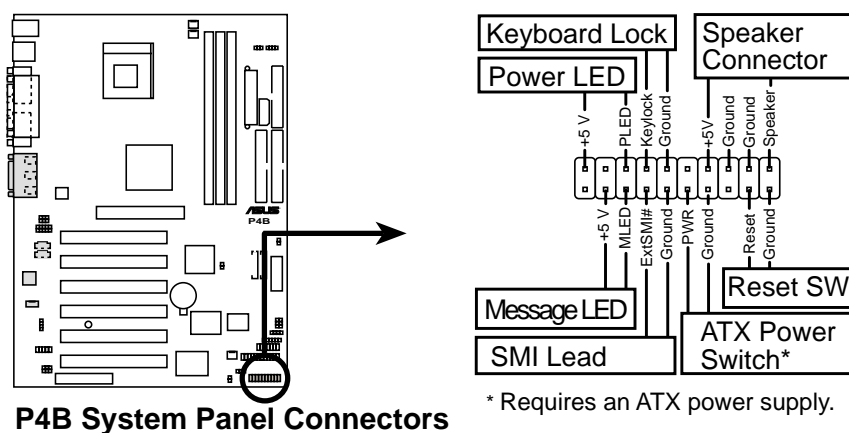 Keyboard Lock
Power LED
Speaker
Connector
+5 V
PLED
Keylock
Ground
+5V
Ground
Ground
Speaker
+5 V
MLED
ExtSMI#
Ground
PWR
Ground
Reset
Ground
Message LED
SMI Lead
Reset SW
ATX Power
Switch*
ASUS
P4B
P4B System Panel Connectors
* Requires an ATX power supply.